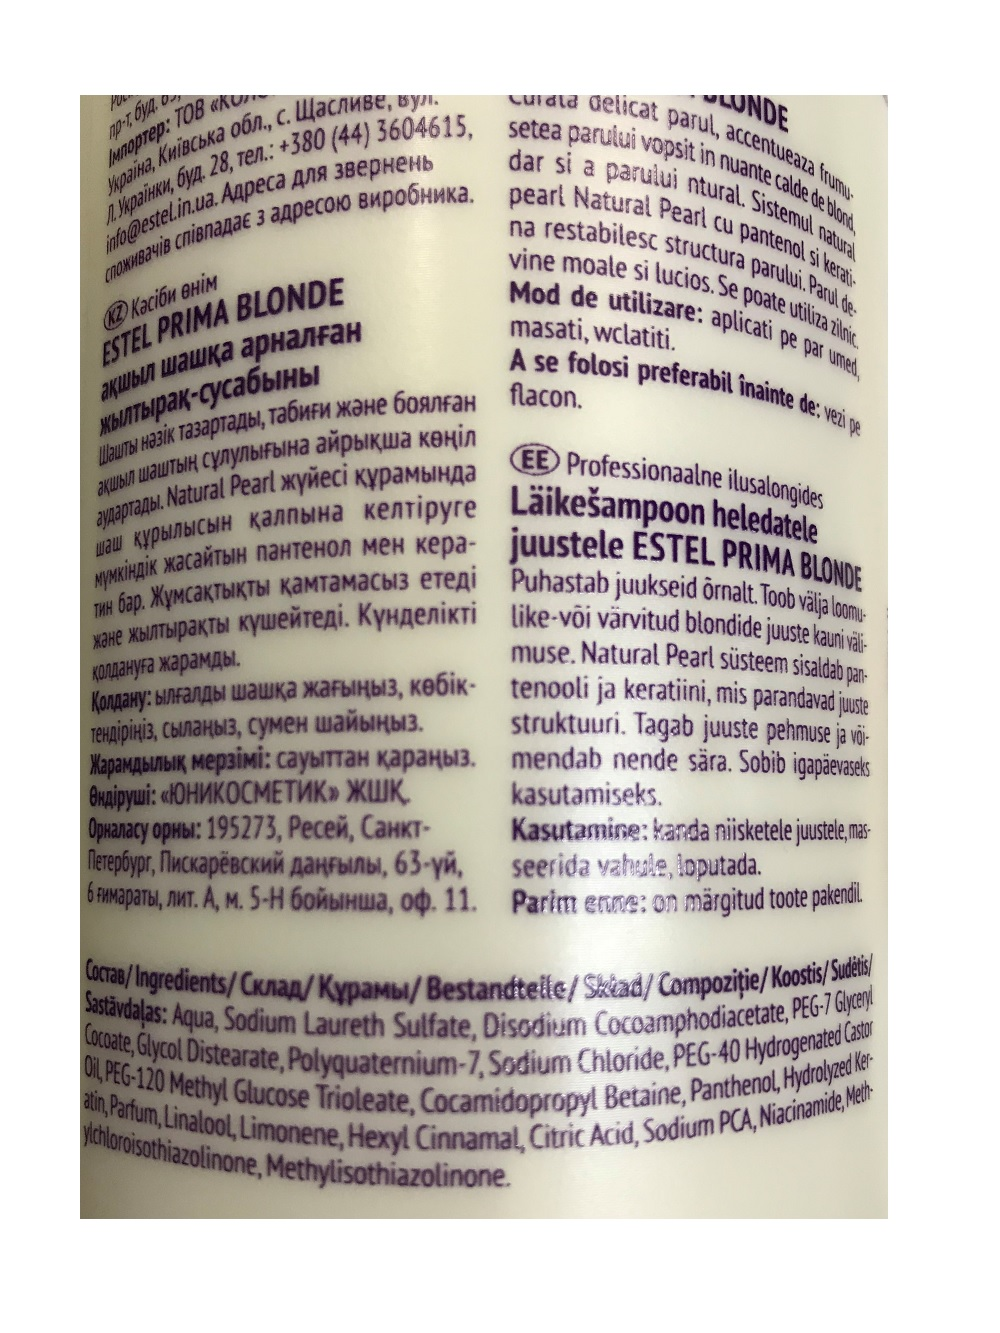 пр-т, буд.
Імпортер: ТОВ
Україна, Київська обл., с. Щасливе, вул.
Л. Українки, буд. 28, тел.: +380 (44) 3604615,
info@estel.in.ua. Адреса для звернень
споживачів співпадає з адресою виробника.
KZ Кәсіби өнім
ESTEL PRIMA BLONDE
ақшыл шашқа арналған
жылтырақ-сусабыны
Шашты нәзік тазартады, табиғи және боялған
ақшыл шаштың сұлулығына айрықша көңіл
аудартады. Natural Pearl жүйесі құрамында
шаш құрылысын қалпына келтіруге
мүмкіндік жасайтын пантенол мен кера-
тин бар. Жұмсақтықты қамтамасыз етеді
және жылтырақты күшейтеді. Күнделікті
қолдануға жарамды.
Қолдану: ылғалды шашқа жағыңыз, көбік-
тендіріңіз, сылаңыз, сумен шайыңыз.
Жарамдылық мерзімі: сауыттан қараңыз.
Өндіруші: «ЮНИКОСМЕТИК» ЖШҚ.
Орналасу орны: 195273, Ресей, Санкт-
Петербург, Пискарёвский даңғылы, 63-үй,
6 ғимараты, лит. А, м. 5-Н бойынша, оф. 11.
BLONDE
Curata delicat parul, accentueaza frumu-
setea parului vopsit in nuante calde de blond,
dar si a parului ntural. Sistemul natural
pearl Natural Pearl cu pantenol si kerati-
na restabilesc structura parului. Parul de-
vine moale si lucios. Se poate utiliza zilnic.
Mod de utilizare: aplicati pe par umed,
masati, wclatiti.
A se folosi preferabil înainte de: vezi pe
flacon.
EE Professionaalne ilusalongides
Läikešampoon heledatele
juustele ESTEL PRIMA BLONDE
Puhastab juukseid õrnalt. Toob välja loomu-
like-või värvitud blondide juuste kauni väli-
muse. Natural Pearl süsteem sisaldab pan-
tenooli ja keratiini, mis parandavad juuste
struktuuri. Tagab juuste pehmuse ja või-
mendab nende sära. Sobib igapäevaseks
kasutamiseks.
Kasutamine: kanda niisketele juustele, mas-
seerida vahule, loputada.
Parim enne: on märgitud toote pakendil.
Состав/ Ingredients/ Склад/ Құрамы/ Bestandteile/ Skład/ Compoziție/ Koostis/ Sudėtis/
Sastāvdaļas: Aqua, Sodium Laureth Sulfate, Disodium Cocoamphodiacetate, PEG-7 Glyceryl
Cocoate, Glycol Distearate, Polyquaternium-7, Sodium Chloride, PEG-40 Hydrogenated Castor
Oil, PEG-120 Methyl Glucose Trioleate, Cocamidopropyl Betaine, Panthenol, Hydrolyzed Ker-
atin, Parfum, Linalool, Limonene, Hexyl Cinnamal, Citric Acid, Sodium PCA, Niacinamide, Meth-
ylchloroisothiazolinone, Methylisothiazolinone.